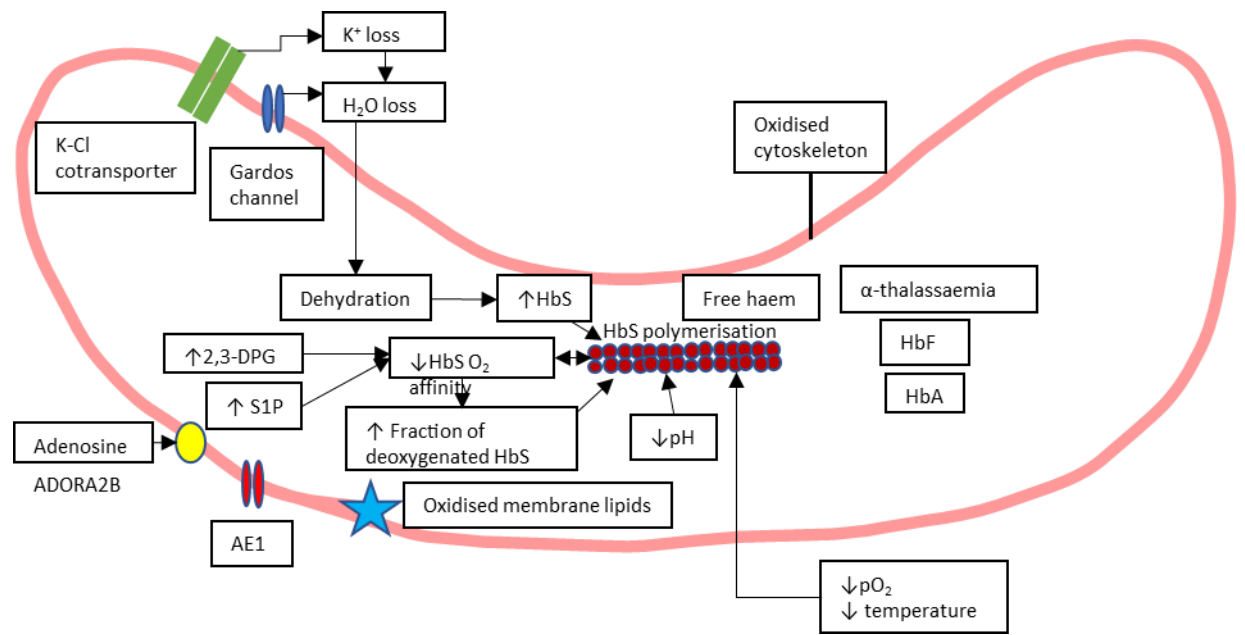 K⁺ loss
H₂O loss
K-Cl
cotransporter
Gardos
channel
Oxidised
cytoskeleton
Dehydration
↑HbS
Free haem
α-thalassaemia
HbS polymerisation
HbF
HbA
↑2,3-DPG
↓HbS O₂
affinity
↑ S1P
↑ Fraction of
deoxygenated HbS
↓pH
Adenosine
ADORA2B
Oxidised membrane lipids
AE1
↓pO₂
↓ temperature